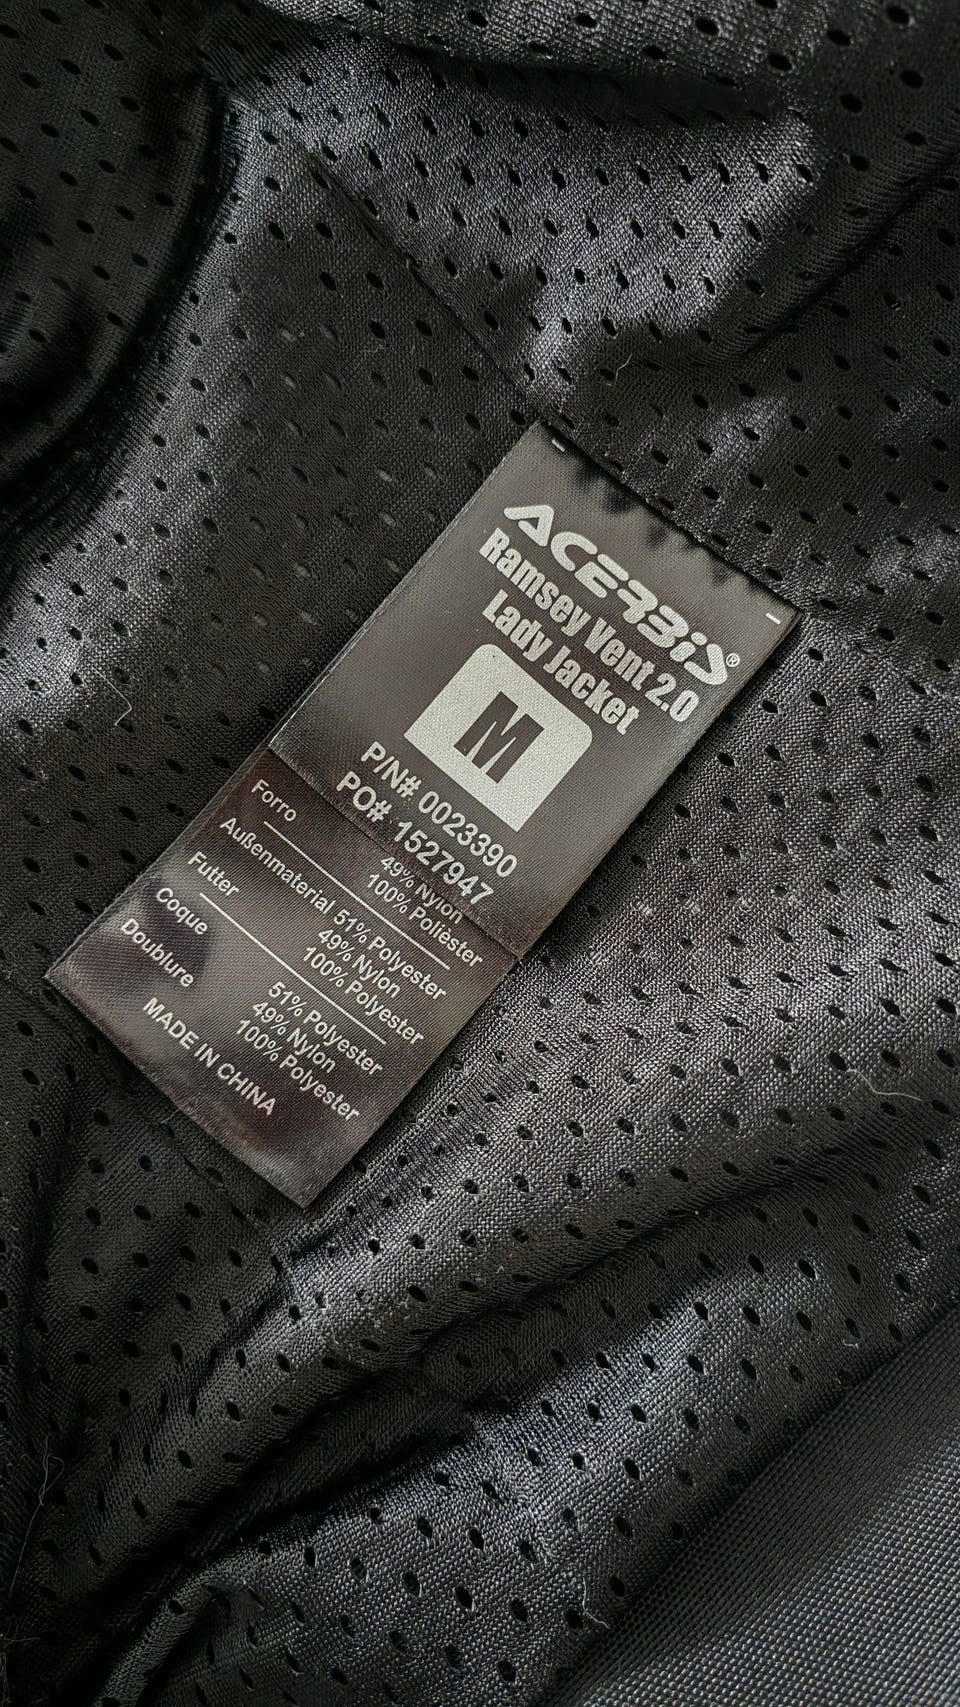 ACERBIS®
Ramsey Vent 2.0
Lady Jacket
M
P/N# 0023390
PO# 1527947
49% Nylon
Forro 100% Polièster
Außenmaterial 51% Polyester
49% Nylon
Futter 100% Polyester
Coque 51% Polyester
49% Nylon
Doublure 100% Polyester
MADE IN CHINA